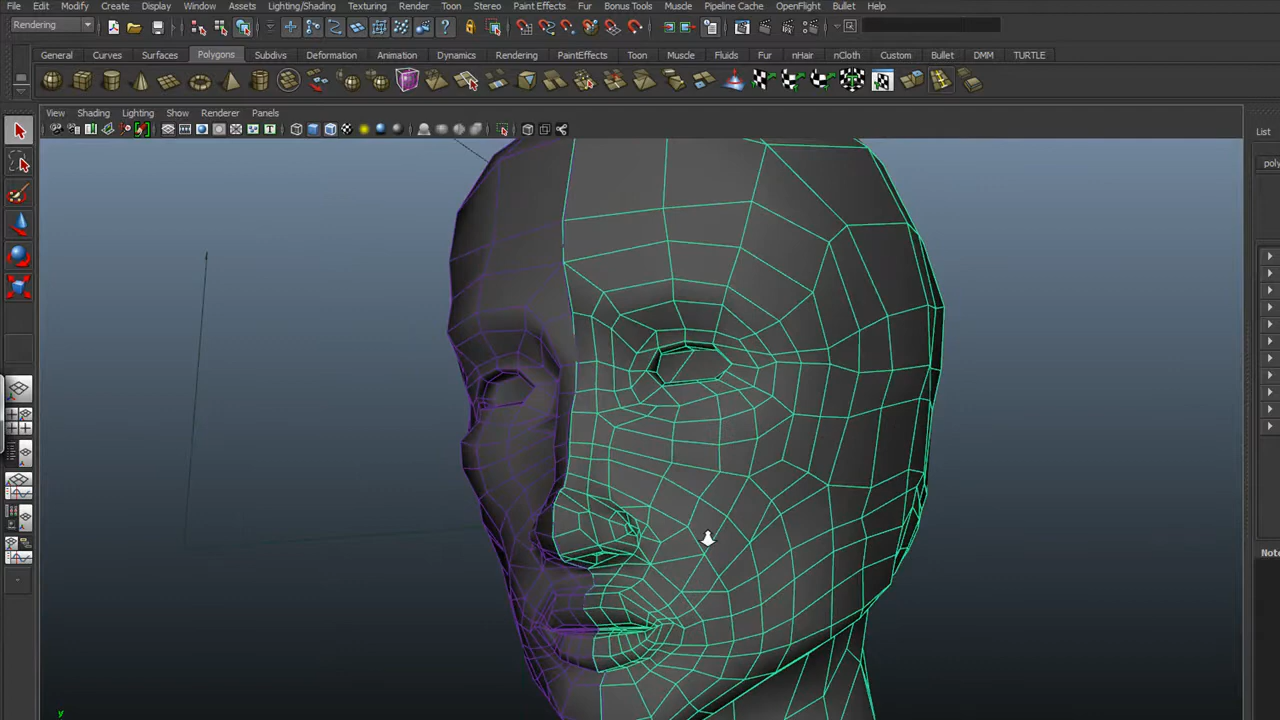 File Edit Modify Create Display Window Assets Lighting/Shading Texturing Render Toon Stereo Paint Effects Fur Bonus Tools Muscle Pipeline Cache OpenFlight Bullet Help
Rendering
General Curves Surfaces Polygons Subdivs Deformation Animation Dynamics Rendering PaintEffects Toon Muscle Fluids Fur nHair nCloth Custom Bullet DMM TURTLE
View Shading Lighting Show Renderer Panels
List
poly
Note
y